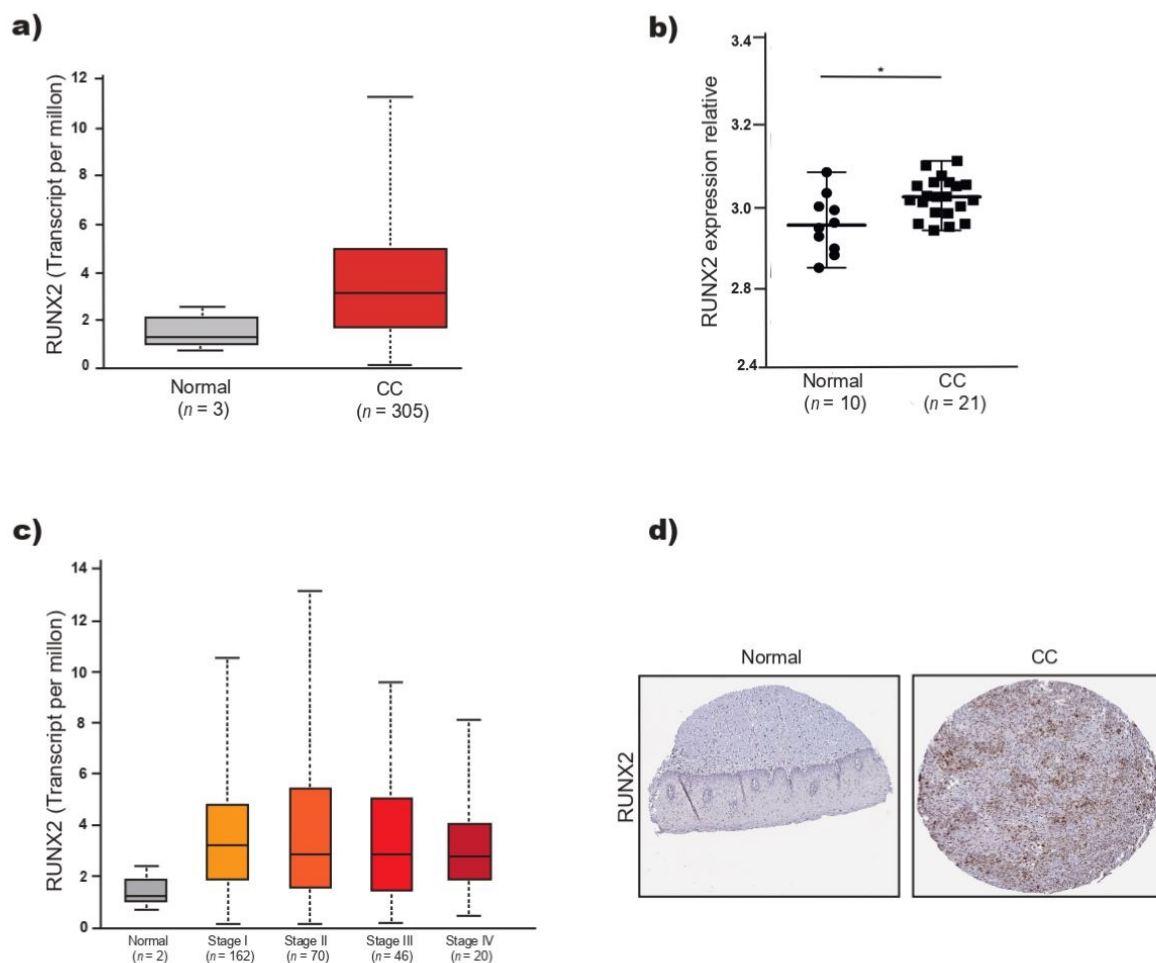 a)
RUNX2 (Transcript per millon)
12
10
8
6
4
2
0
Normal
(n = 3)
CC
(n = 305)
b)
RUNX2 expression relative
3.4
3.2
3.0
2.8
2.4
*
Normal
(n = 10)
CC
(n = 21)
c)
RUNX2 (Transcript per millon)
14
12
10
8
6
4
2
0
Normal
(n = 2)
Stage I
(n = 162)
Stage II
(n = 70)
Stage III
(n = 46)
Stage IV
(n = 20)
d)
Normal
CC
RUNX2